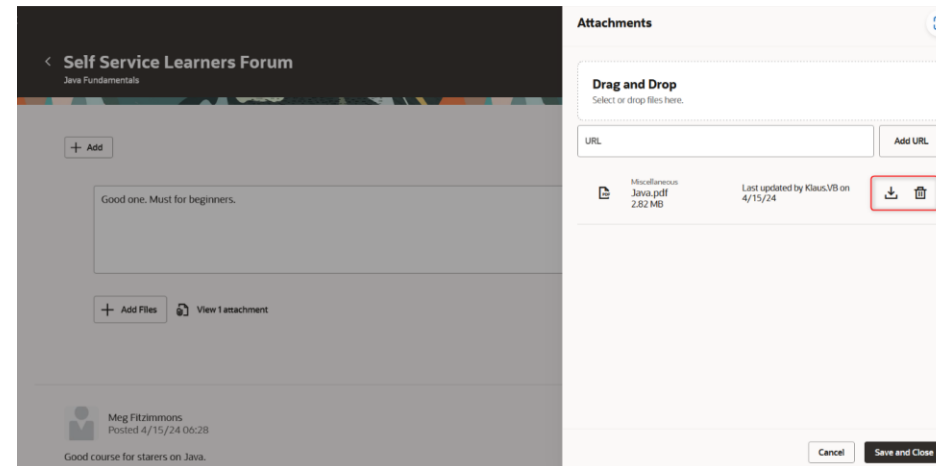 Self Service Learners Forum
Java Fundamentals
Add
Good one. Must for beginners.
Add Files
View 1 attachment
Meg Fitzimmons
Posted 4/15/24 06:28
Good course for starers on Java.
Attachments
Drag and Drop
Select or drop files here.
URL
Add URL
Miscellaneous
Java.pdf
2.82 MB
Last updated by Klaus.VB on
4/15/24
Cancel
Save and Close